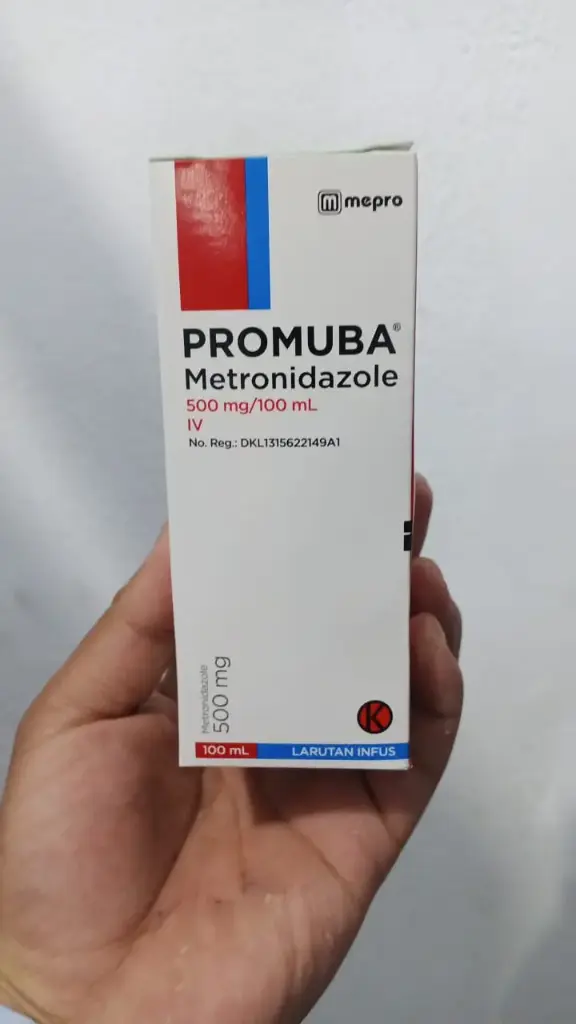 mepro
PROMUBA®
Metronidazole
500 mg/100 mL
IV
No. Reg.: DKL1315622149A1
Metronidazole
500 mg
K
100 mL
LARUTAN INFUS